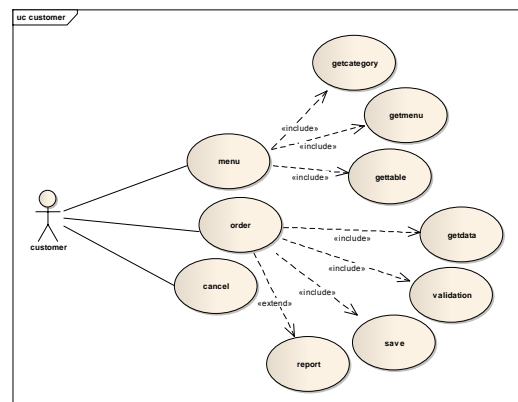 uc customer
getcategory
«include»
getmenu
«include»
menu
gettable
«include»
customer
order
getdata
«include»
«include»
cancel
validation
«extend»
«include»
save
report